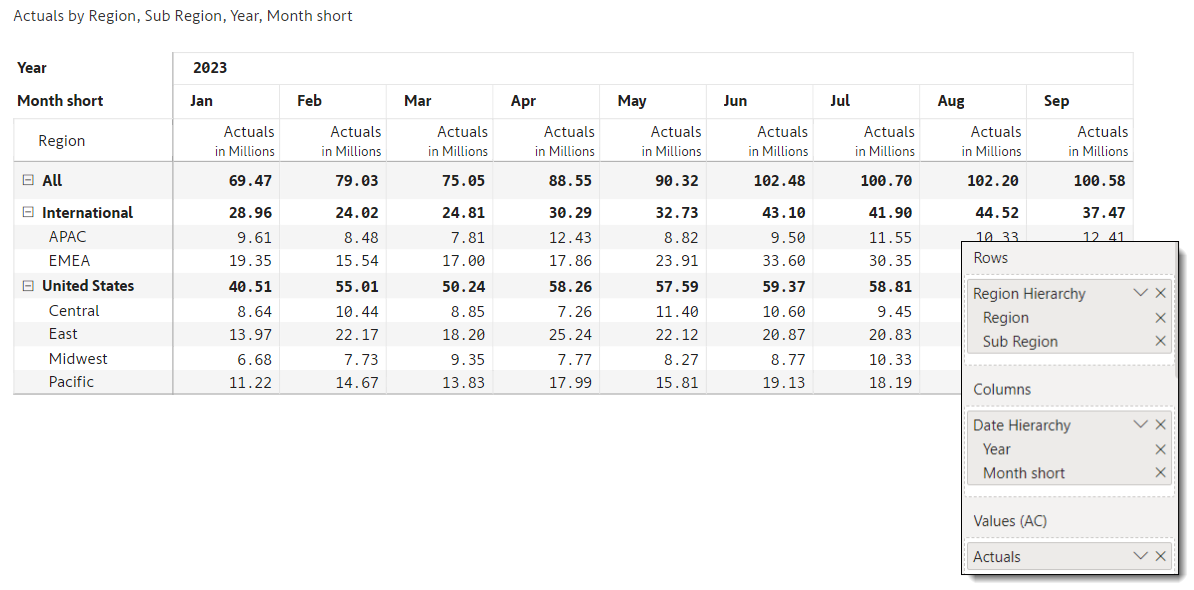 Actuals by Region, Sub Region, Year, Month short
Year 2023
Month short Jan Feb Mar Apr May Jun Jul Aug Sep
Region Actuals Actuals Actuals Actuals Actuals Actuals Actuals Actuals Actuals
in Millions in Millions in Millions in Millions in Millions in Millions in Millions in Millions in Millions
All 69.47 79.03 75.05 88.55 90.32 102.48 100.70 102.20 100.58
International 28.96 24.02 24.81 30.29 32.73 43.10 41.90 44.52 37.47
APAC 9.61 8.48 7.81 12.43 8.82 9.50 11.55 10.33 12.41
EMEA 19.35 15.54 17.00 17.86 23.91 33.60 30.35
United States 40.51 55.01 50.24 58.26 57.59 59.37 58.81
Central 8.64 10.44 8.85 7.26 11.40 10.60 9.45
East 13.97 22.17 18.20 25.24 22.12 20.87 20.83
Midwest 6.68 7.73 9.35 7.77 8.27 8.77 10.33
Pacific 11.22 14.67 13.83 17.99 15.81 19.13 18.19
Rows
Region Hierarchy
Region
Sub Region
Columns
Date Hierarchy
Year
Month short
Values (AC)
Actuals